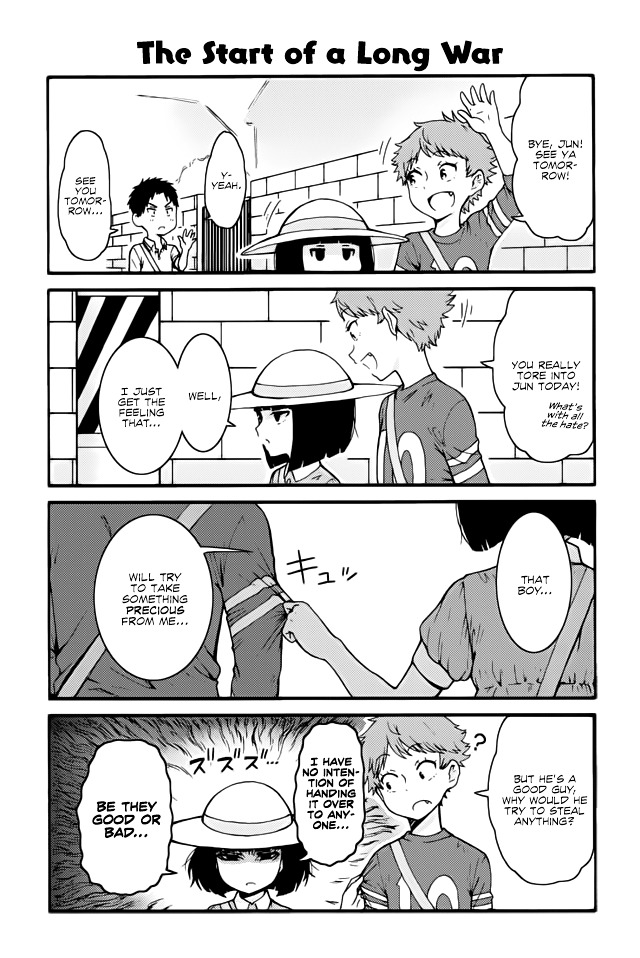 The Start of a Long War
BYE, JUN!
SEE YA
TOMOR-
ROW!
Y-
YEAH.
SEE
YOU
TOMOR-
ROW...
YOU REALLY
TORE INTO
JUN TODAY!
What's
with all
the hate?
WELL,
I JUST
GET THE
FEELING
THAT...
THAT
BOY...
キュッ
WILL TRY
TO TAKE
SOMETHING
PRECIOUS
FROM ME...
BUT HE'S A
GOOD GUY,
WHY WOULD HE
TRY TO STEAL
ANYTHING?
?
I HAVE
NO INTEN-
TION OF
HANDING
IT OVER
TO ANY-
ONE...
ズズズ...
BE THEY
GOOD OR
BAD...
10